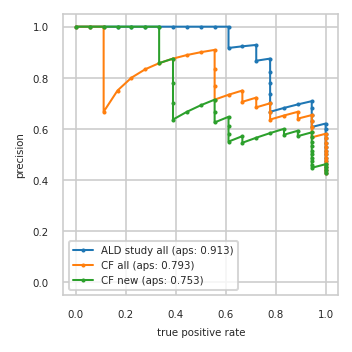 1.0
0.8
0.6
0.4
0.2
0.0
precision
ALD study all (aps: 0.913)
CF all (aps: 0.793)
CF new (aps: 0.753)
0.0 0.2 0.4 0.6 0.8 1.0
true positive rate